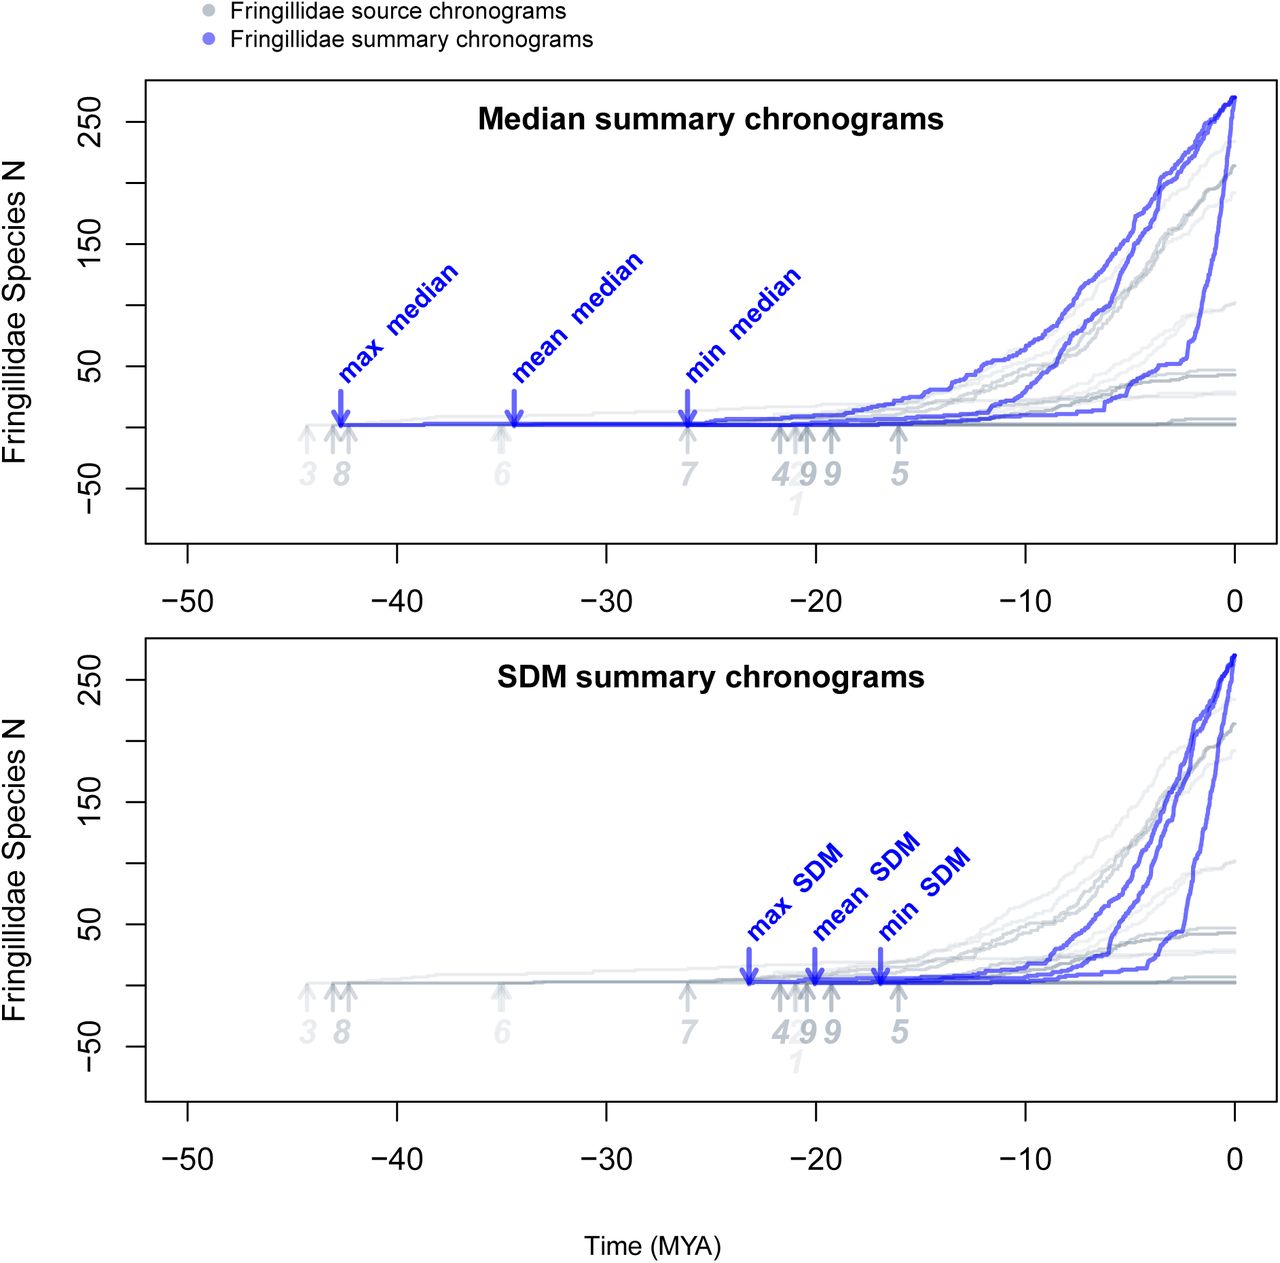 Fringillidae source chronograms
Fringillidae summary chronograms
Median summary chronograms
Fringillidae Species N
250
150
50
−50
max median
mean median
min median
3 8 6 7 4 2 9 9 5
1
−50 −40 −30 −20 −10 0
SDM summary chronograms
Fringillidae Species N
250
150
50
−50
max SDM
mean SDM
min SDM
3 8 6 7 4 2 9 9 5
1
−50 −40 −30 −20 −10 0
Time (MYA)